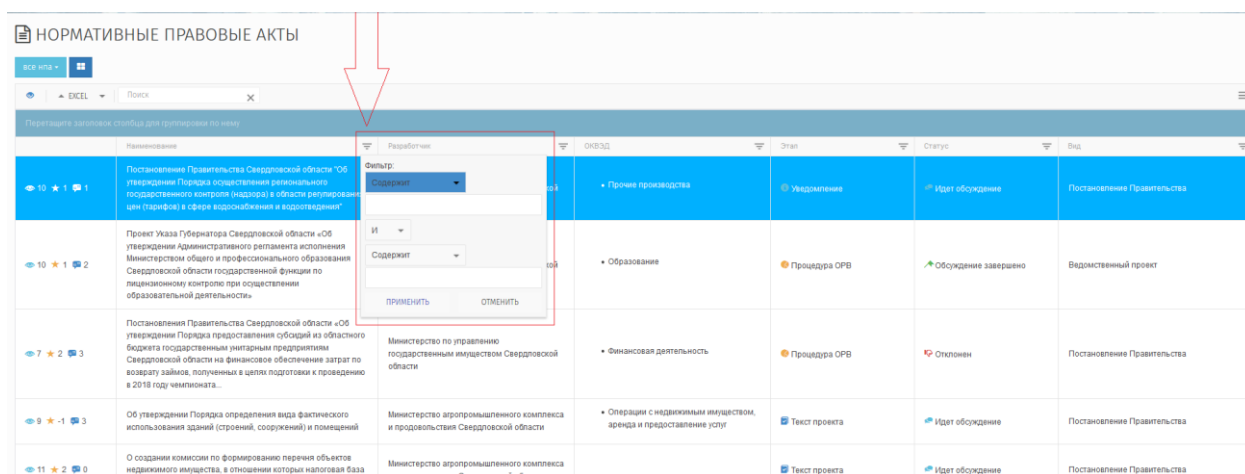 НОРМАТИВНЫЕ ПРАВОВЫЕ АКТЫ
все нпа
EXCEL
Поиск
Перетащите заголовок столбца для группировки по нему
Наименование Разработчик ОКВЭД Этап Статус Вид
Фильтр:
Содержит
И
Содержит
ПРИМЕНИТЬ ОТМЕНИТЬ
10 1 1
Постановление Правительства Свердловской области "Об
утверждении Порядка осуществления регионального
государственного контроля (надзора) в области регулирование
цен (тарифов) в сфере водоснабжения и водоотведения"
кой
Прочие производства
Уведомление
Идет обсуждение
Постановление Правительства
10 1 2
Проект Указа Губернатора Свердловской области «Об
утверждении Административного регламента исполнения
Министерством общего и профессионального образования
Свердловской области государственной функции по
лицензионному контролю при осуществлении
образовательной деятельности»
кой
Образование
Процедура ОРВ
Обсуждение завершено
Ведомственный проект
7 2 3
Постановления Правительства Свердловской области «Об
утверждении Порядка предоставления субсидий из областного
бюджета государственным унитарным предприятиям
Свердловской области на финансовое обеспечение затрат по
возврату займов, полученных в целях подготовки к проведению
в 2018 году чемпионата...
Министерство по управлению
государственным имуществом Свердловской
области
Финансовая деятельность
Процедура ОРВ
Отклонен
Постановление Правительства
9 -1 3
Об утверждении Порядка определения вида фактического
использования зданий (строений, сооружений) и помещений
Министерство агропромышленного комплекса
и продовольствия Свердловской области
Операции с недвижимым имуществом,
аренда и предоставление услуг
Текст проекта
Идет обсуждение
Постановление Правительства
11 2 0
О создании комиссии по формированию перечня объектов
недвижимого имущества, в отношении которых налоговая база
Министерство агропромышленного комплекса
Текст проекта
Идет обсуждение
Постановление Правительства